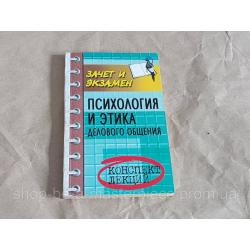 ЗАЧЕТ И
ЭКЗАМЕН
ПСИХОЛОГИЯ
И ЭТИКА
ДЕЛОВОГО ОБЩЕНИЯ
КОНСПЕКТ
ЛЕКЦИЙ